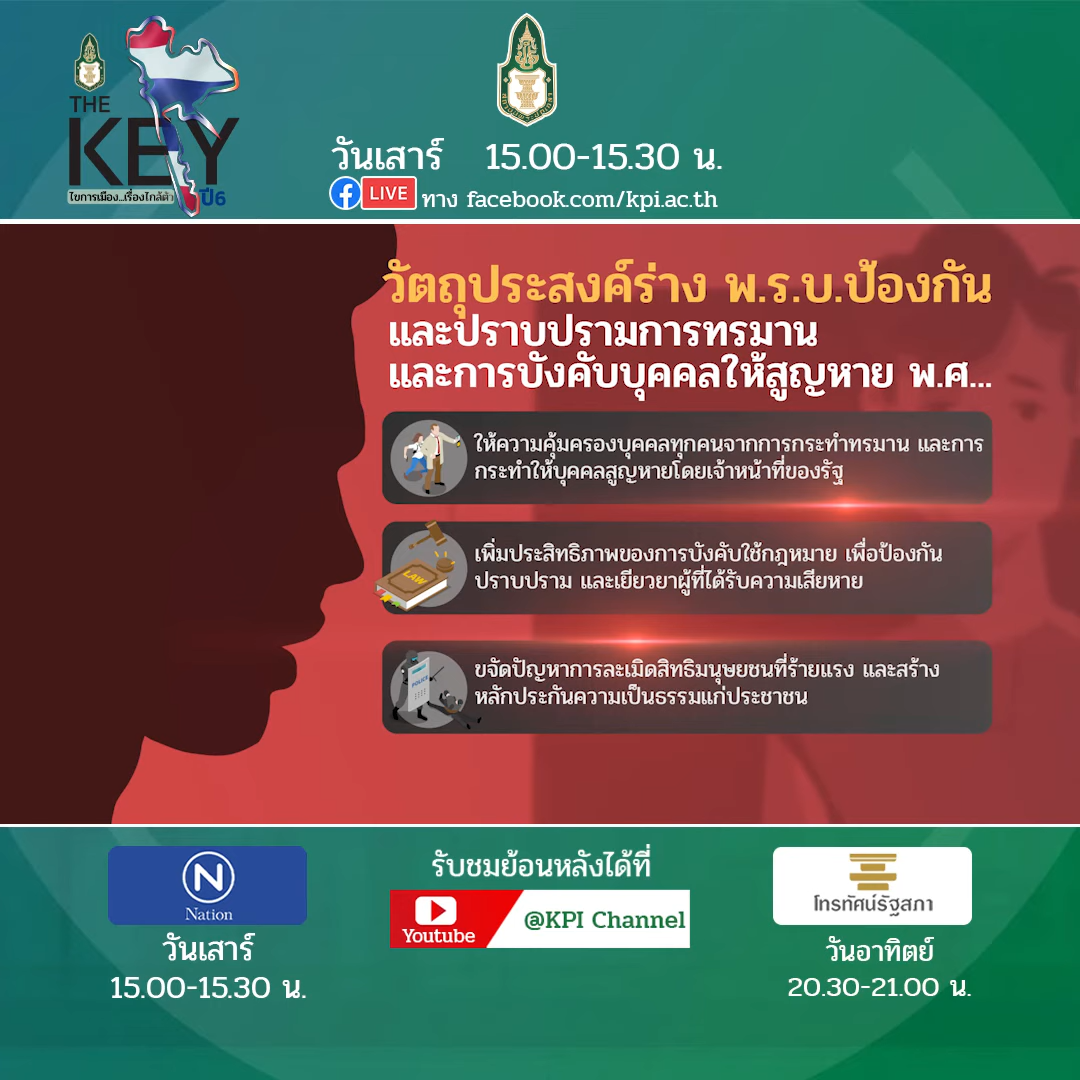 THE
KEY
ไขการเมือง...เรื่องใกล้ตัว ปี6
วันเสาร์ 15.00-15.30 น.
LIVE ทาง facebook.com/kpi.ac.th
วัตถุประสงค์ร่าง พ.ร.บ.ป้องกัน
และปราบปรามการทรมาน
และการบังคับบุคคลให้สูญหาย พ.ศ...
ให้ความคุ้มครองบุคคลทุกคนจากการกระทำทรมาน และการ
กระทำให้บุคคลสูญหายโดยเจ้าหน้าที่ของรัฐ
LAW
เพิ่มประสิทธิภาพของการบังคับใช้กฎหมาย เพื่อป้องกัน
ปราบปราม และเยียวยาผู้ที่ได้รับความเสียหาย
POLICE
ขจัดปัญหาการละเมิดสิทธิมนุษยชนที่ร้ายแรง และสร้าง
หลักประกันความเป็นธรรมแก่ประชาชน
N
Nation
วันเสาร์
15.00-15.30 น.
รับชมย้อนหลังได้ที่
Youtube
@KPI Channel
โทรทัศน์รัฐสภา
วันอาทิตย์
20.30-21.00 น.